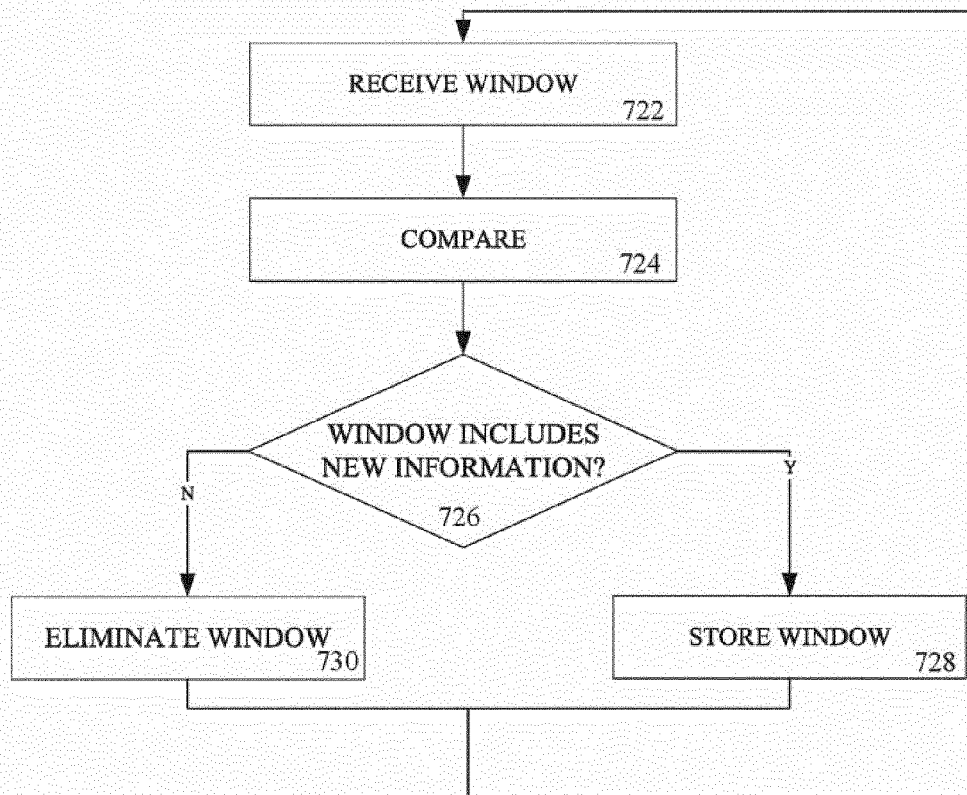 RECEIVE WINDOW
722
COMPARE
724
WINDOW INCLUDES
NEW INFORMATION?
726
N
Y
ELIMINATE WINDOW
730
STORE WINDOW
728